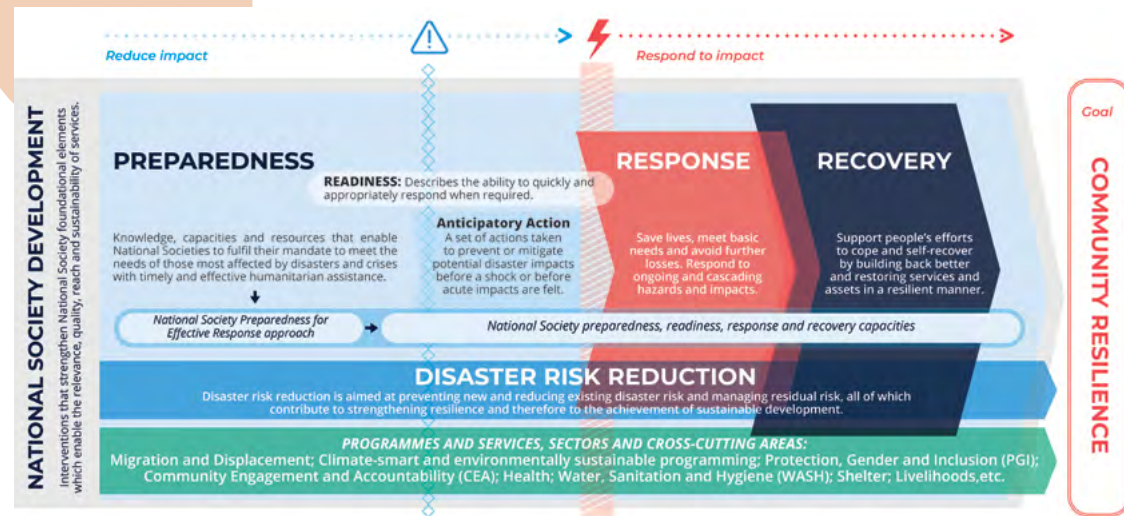 Reduce impact
Respond to impact
NATIONAL SOCIETY DEVELOPMENT
Interventions that strengthen National Society foundational elements
which enable the relevance, quality, reach and sustainability of services.
PREPAREDNESS
READINESS: Describes the ability to quickly and
appropriately respond when required.
Knowledge, capacities and resources that enable
National Societies to fulfil their mandate to meet the
needs of those most affected by disasters and crises
with timely and effective humanitarian assistance.
Anticipatory Action
A set of actions taken
to prevent or mitigate
potential disaster impacts
before a shock or before
acute impacts are felt.
RESPONSE
Save lives, meet basic
needs and avoid further
losses. Respond to
ongoing and cascading
hazards and impacts.
RECOVERY
Support people's efforts
to cope and self-recover
by building back better
and restoring services and
assets in a resilient manner.
National Society Preparedness for
Effective Response approach
National Society preparedness, readiness, response and recovery capacities
DISASTER RISK REDUCTION
Disaster risk reduction is aimed at preventing new and reducing existing disaster risk and managing residual risk, all of which
contribute to strengthening resilience and therefore to the achievement of sustainable development.
PROGRAMMES AND SERVICES, SECTORS AND CROSS-CUTTING AREAS:
Migration and Displacement; Climate-smart and environmentally sustainable programming; Protection, Gender and Inclusion (PGI);
Community Engagement and Accountability (CEA); Health; Water, Sanitation and Hygiene (WASH); Shelter; Livelihoods,etc.
Goal
COMMUNITY RESILIENCE